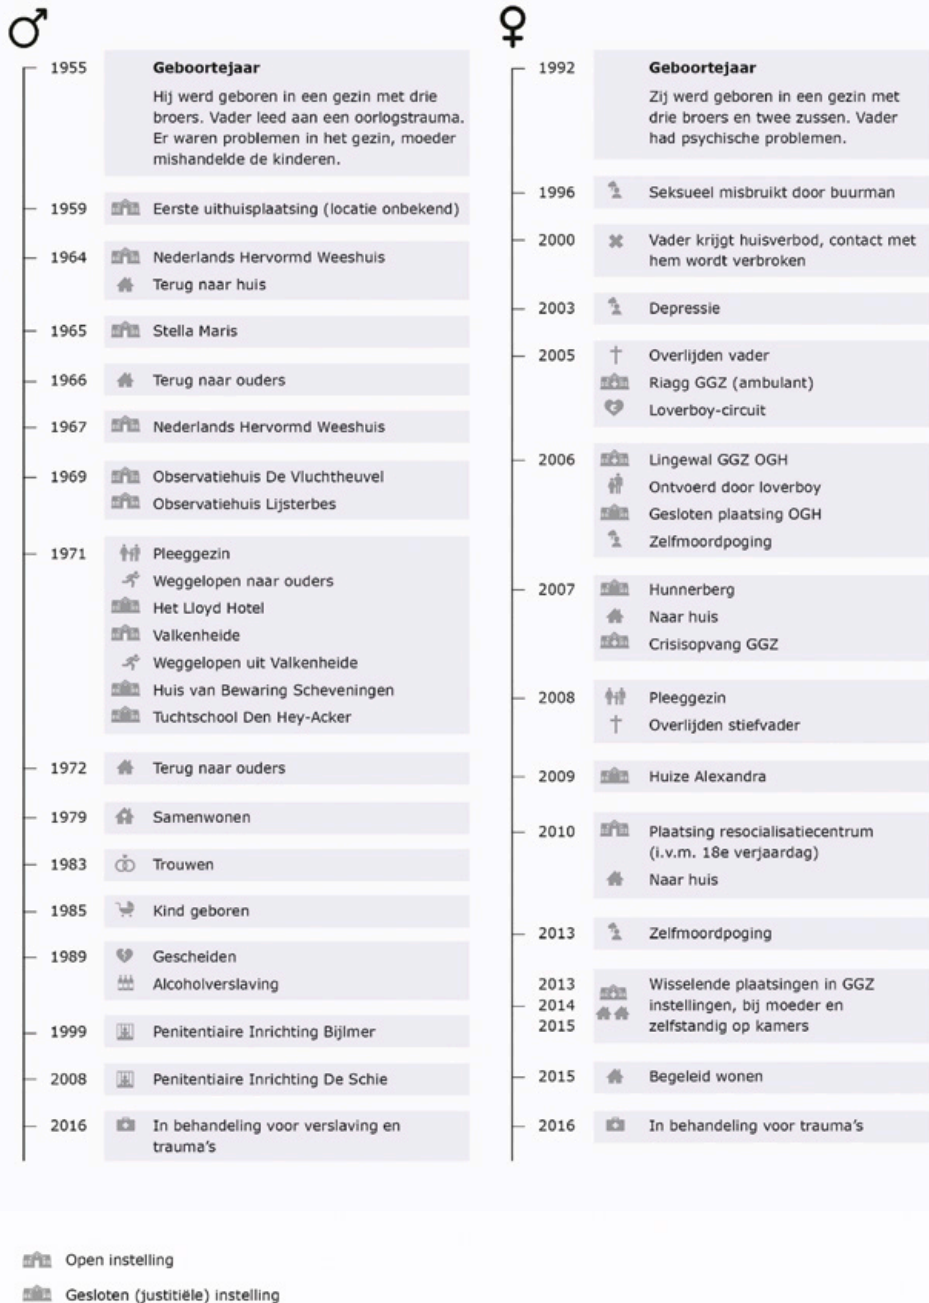 1955
Geboortejaar
Hij werd geboren in een gezin met drie
broers. Vader leed aan een oorlogstrauma.
Er waren problemen in het gezin, moeder
mishandelde de kinderen.
1959 Eerste uithuisplaatsing (locatie onbekend)
1964 Nederlands Hervormd Weeshuis
Terug naar huis
1965 Stella Maris
1966 Terug naar ouders
1967 Nederlands Hervormd Weeshuis
1969 Observatiehuis De Vluchtheuvel
Observatiehuis Lijsterbes
1971 Pleeggezin
Weggelopen naar ouders
Het Lloyd Hotel
Valkenheide
Weggelopen uit Valkenheide
Huis van Bewaring Scheveningen
Tuchtschool Den Hey-Acker
1972 Terug naar ouders
1979 Samenwonen
1983 Trouwen
1985 Kind geboren
1989 Gescheiden
Alcoholverslaving
1999 Penitentiaire Inrichting Bijlmer
2008 Penitentiaire Inrichting De Schie
2016 In behandeling voor verslaving en
trauma's
1992
Geboortejaar
Zij werd geboren in een gezin met
drie broers en twee zussen. Vader
had psychische problemen.
1996 Seksueel misbruikt door buurman
2000 Vader krijgt huisverbod, contact met
hem wordt verbroken
2003 Depressie
2005 Overlijden vader
Riagg GGZ (ambulant)
Loverboy-circuit
2006 Lingewal GGZ OGH
Ontvoerd door loverboy
Gesloten plaatsing OGH
Zelfmoordpoging
2007 Hunnerberg
Naar huis
Crisisopvang GGZ
2008 Pleeggezin
Overlijden stiefvader
2009 Huize Alexandra
2010 Plaatsing resocialisatiecentrum
(i.v.m. 18e verjaardag)
Naar huis
2013 Zelfmoordpoging
2013 Wisselende plaatsingen in GGZ
2014 instellingen, bij moeder en
2015 zelfstandig op kamers
2015 Begeleid wonen
2016 In behandeling voor trauma's
Open instelling
Gesloten (justitiële) instelling